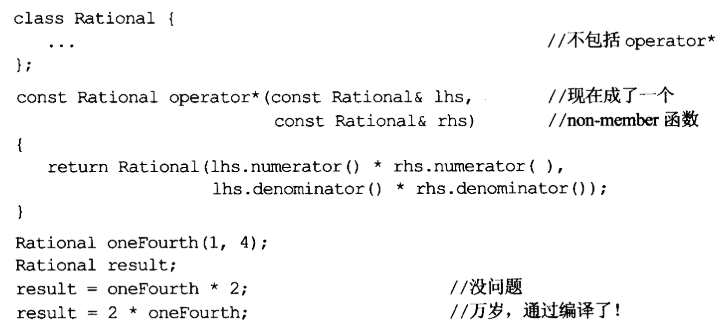 class Rational {
... //不包括 operator*
};
const Rational operator*(const Rational& lhs, //现在成了一个
const Rational& rhs) //non-member 函数
{
return Rational(lhs.numerator() * rhs.numerator( ),
lhs.denominator() * rhs.denominator());
}
Rational oneFourth(1, 4);
Rational result;
result = oneFourth * 2; //没问题
result = 2 * oneFourth; //万岁，通过编译了！